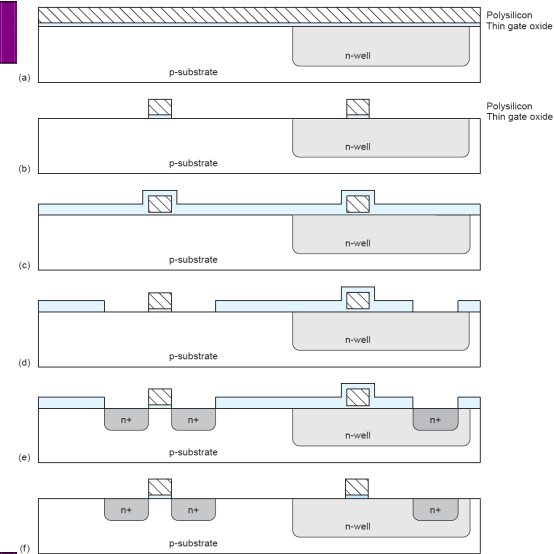 Polysilicon
Thin gate oxide
n-well
p-substrate
(a)
Polysilicon
Thin gate oxide
n-well
p-substrate
(b)
n-well
p-substrate
(c)
n-well
p-substrate
(d)
n+ n+ n+
n-well
p-substrate
(e)
n+ n+ n+
n-well
p-substrate
(f)